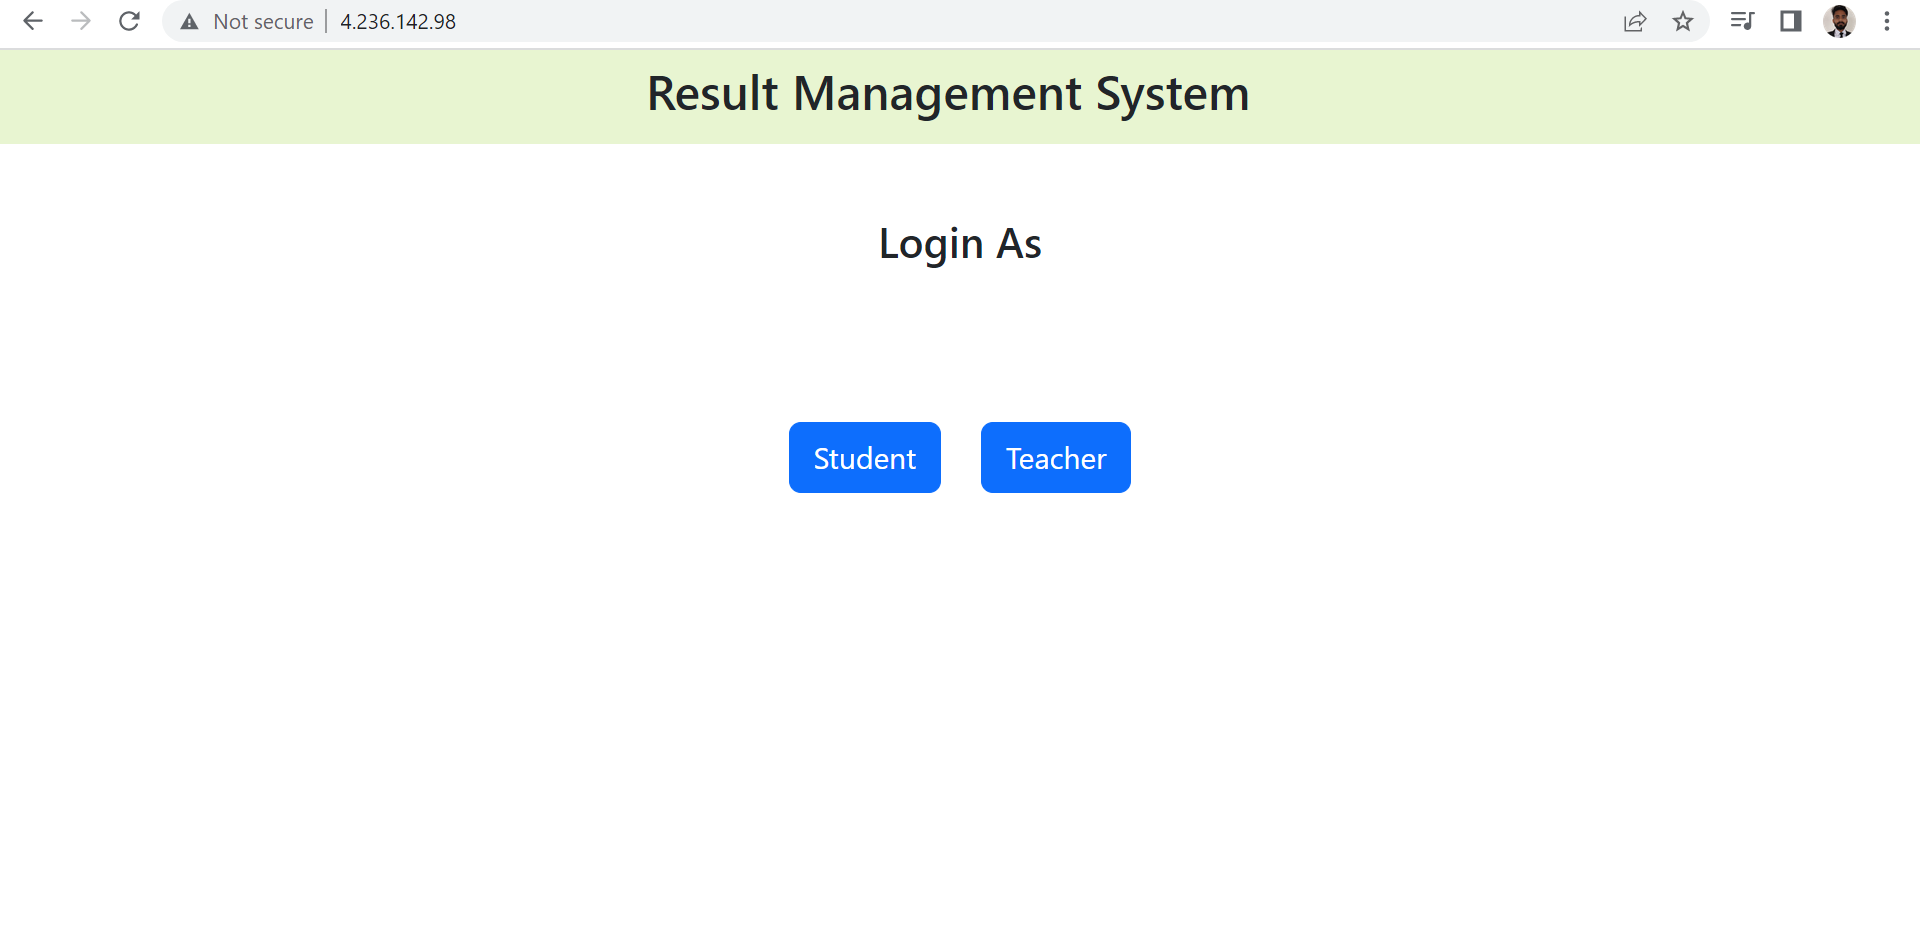 Not secure 4.236.142.98
Result Management System
Login As
Student Teacher